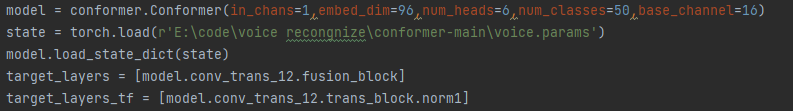 model = conformer.Conformer(in_chans=1,embed_dim=96,num_heads=6,num_classes=50,base_channel=16)
state = torch.load(r'E:\code\voice recongnize\conformer-main\voice.params')
model.load_state_dict(state)
target_layers = [model.conv_trans_12.fusion_block]
target_layers_tf = [model.conv_trans_12.trans_block.norm1]